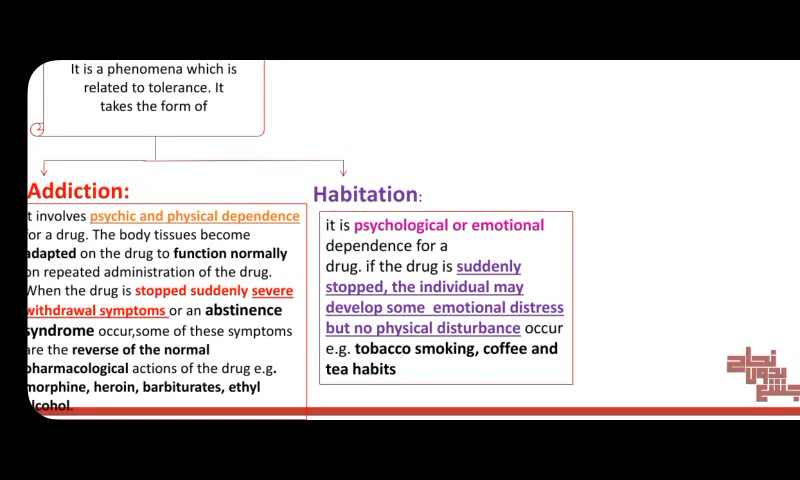 It is a phenomena which is
related to tolerance. It
takes the form of
Addiction:
t involves psychic and physical dependence
for a drug. The body tissues become
adapted on the drug to function normally
on repeated administration of the drug.
When the drug is stopped suddenly severe
withdrawal symptoms or an abstinence
syndrome occur,some of these symptoms
are the reverse of the normal
pharmacological actions of the drug e.g.
morphine, heroin, barbiturates, ethyl
alcohol.
Habitation:
it is psychological or emotional
dependence for a
drug. if the drug is suddenly
stopped, the individual may
develop some emotional distress
but no physical disturbance occur
e.g. tobacco smoking, coffee and
tea habits
نجاح
بدون